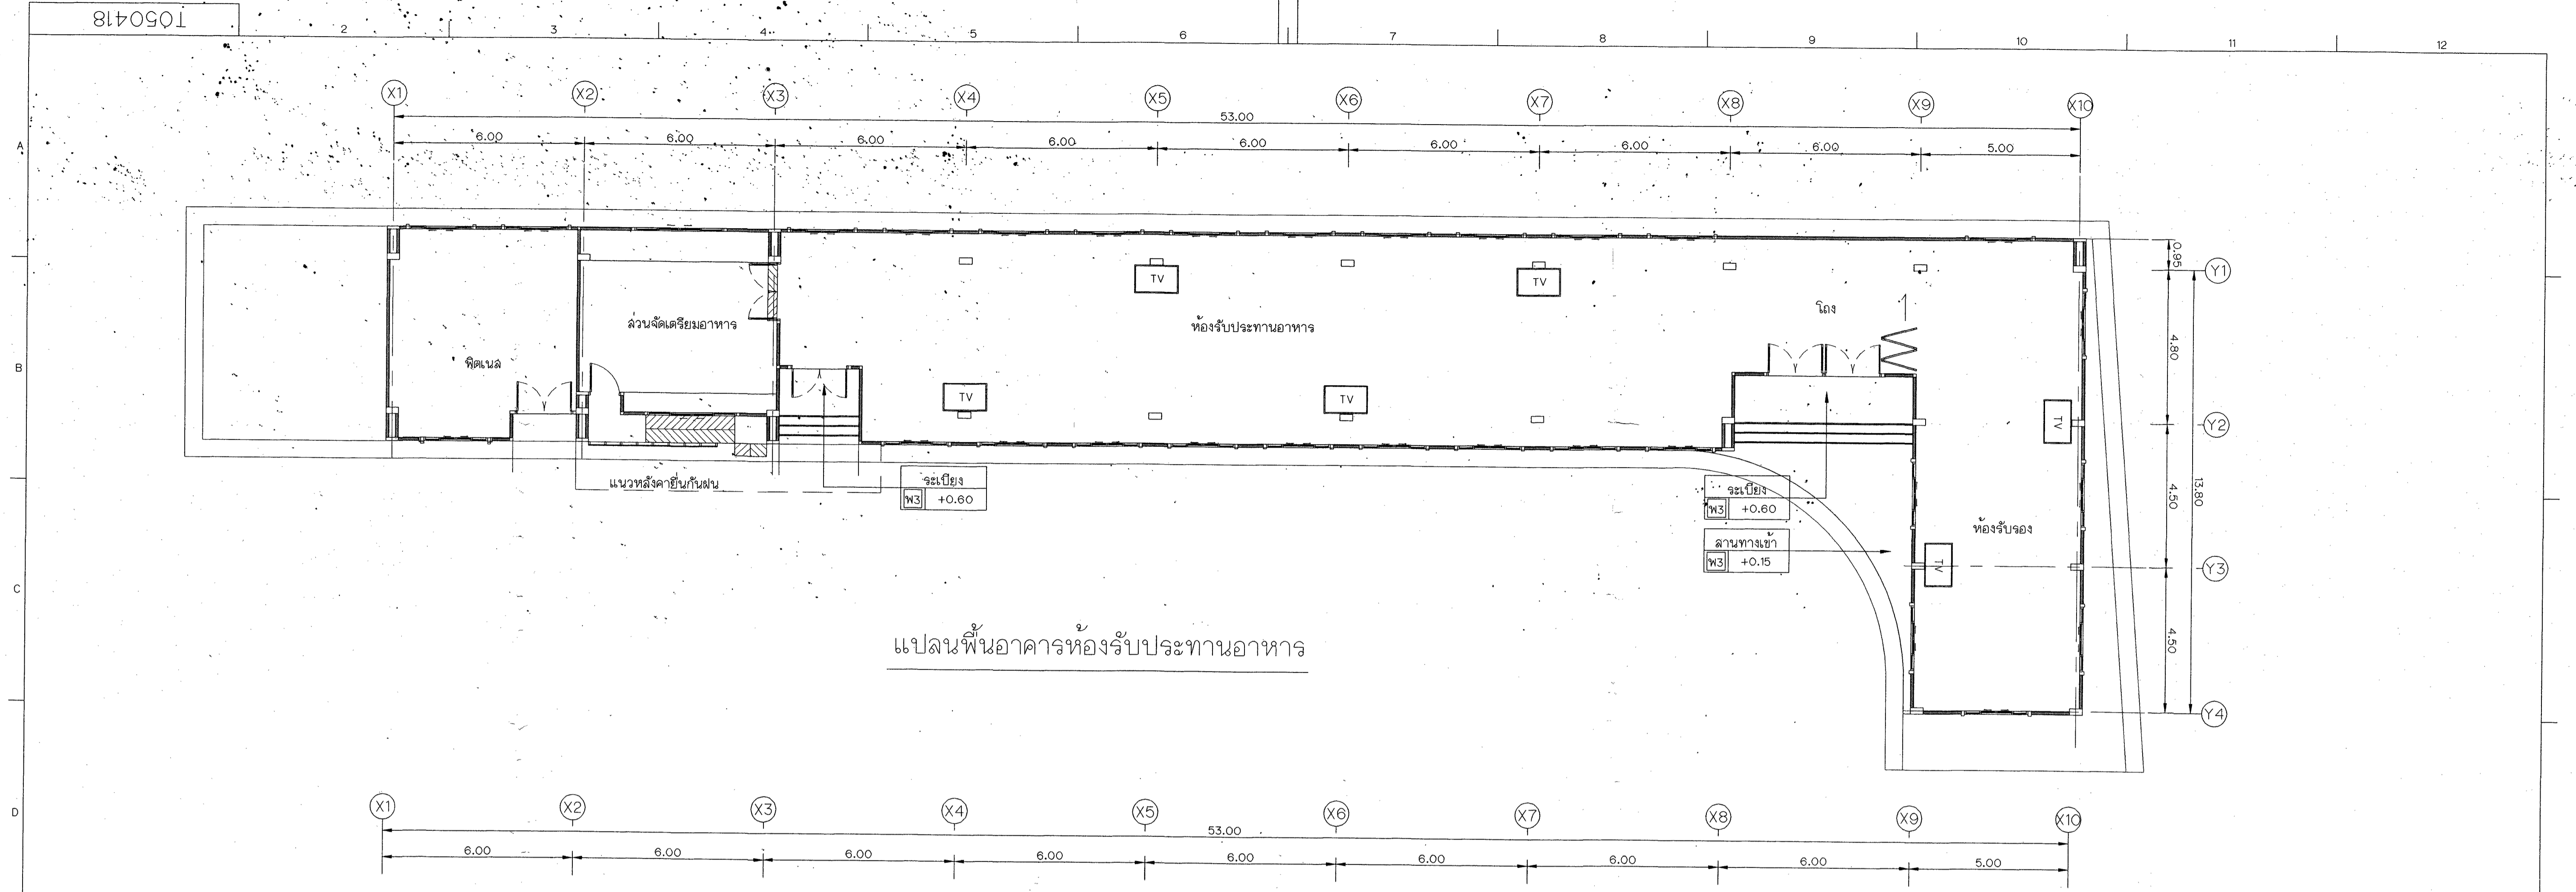 T050418
2 3 4 5 6 7 8 9 10 11 12
X1 X2 X3 X4 X5 X6 X7 X8 X9 X10
53.00
A
6.00 6.00 6.00 6.00 6.00 6.00 6.00 6.00 5.00
0.95
Y1
TV TV
โถง
ส่วนจัดเตรียมอาหาร
ห้องรับประทานอาหาร
4.80
B
ฟิตเนส
TV TV
TV
Y2
แนวหลังคายื่นกันฝน
ระเบียง
พ3 +0.60
ระเบียง
พ3 +0.60
4.50
13.80
ห้องรับรอง
ลานทางเข้า
พ3 +0.15
TV
Y3
C
4.50
แปลนพื้นอาคารห้องรับประทานอาหาร
Y4
D
X1 X2 X3 X4 X5 X6 X7 X8 X9 X10
53.00
6.00 6.00 6.00 6.00 6.00 6.00 6.00 6.00 5.00